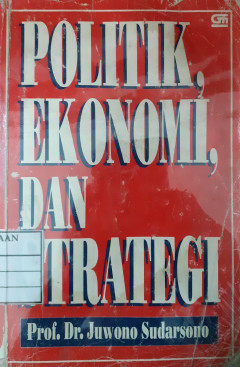 POLITIK,
EKONOMI,
DAN
STRATEGI
Prof. Dr. Juwono Sudarsono